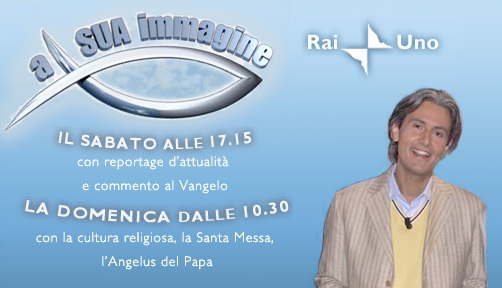 a SUA immagine
Rai Uno
IL SABATO ALLE 17.15
con reportage d'attualità
e commento al Vangelo
LA DOMENICA DALLE 10.30
con la cultura religiosa, la Santa Messa,
l'Angelus del Papa